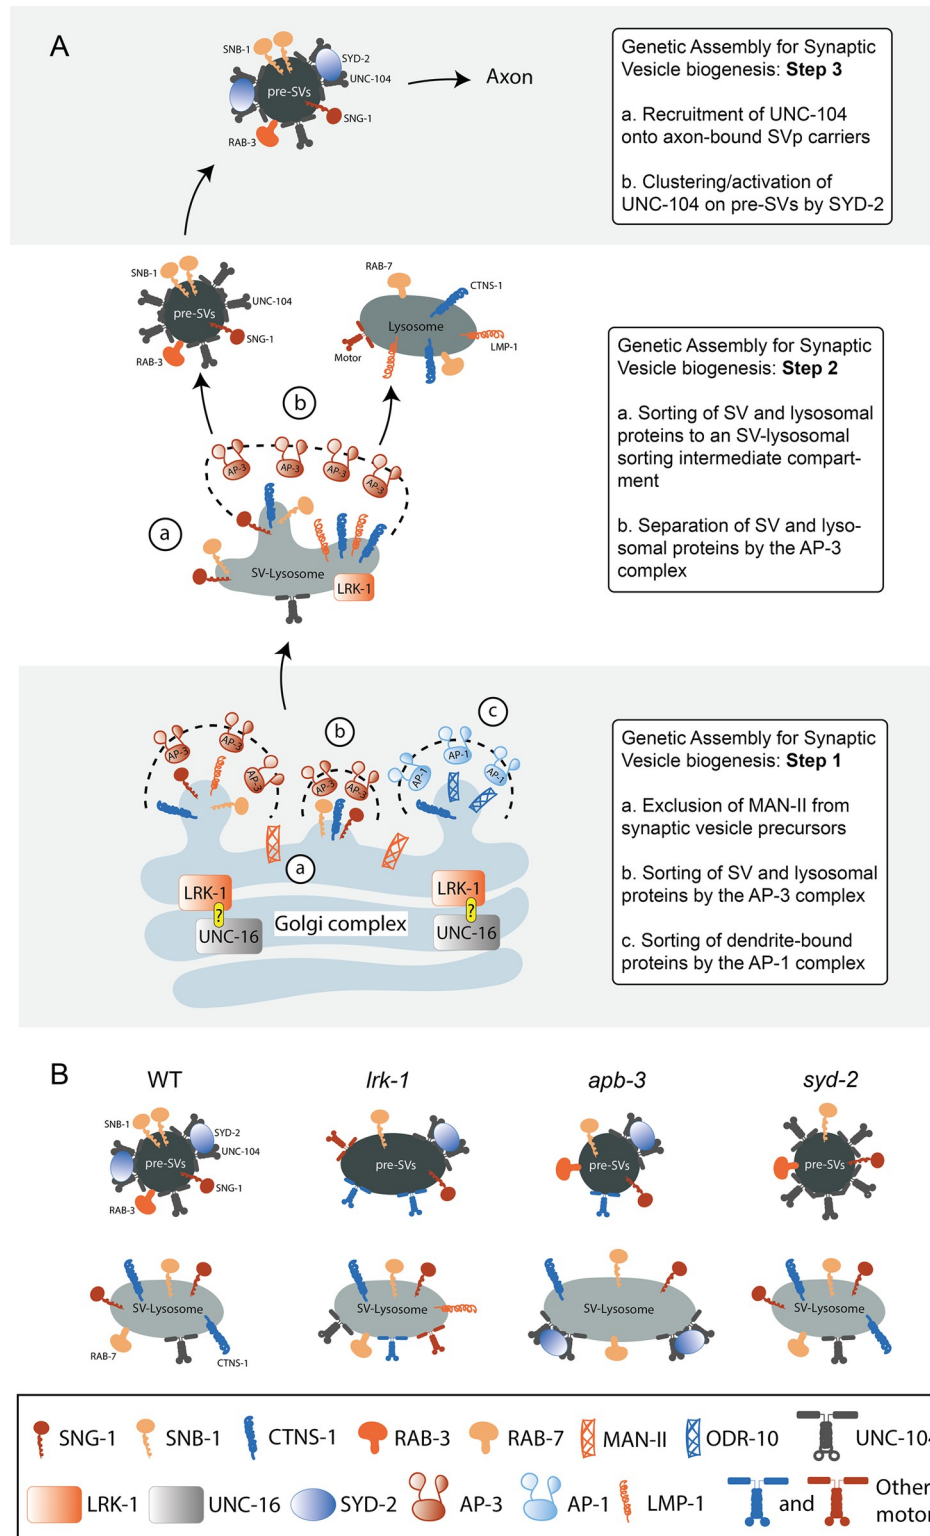 A
SNB-1
SYD-2
UNC-104
pre-SVs
SNG-1
RAB-3
Axon
Genetic Assembly for Synaptic
Vesicle biogenesis: Step 3
a. Recruitment of UNC-104
onto axon-bound SVp carriers
b. Clustering/activation of
UNC-104 on pre-SVs by SYD-2
SNB-1
UNC-104
pre-SVs
SNG-1
RAB-3
RAB-7
CTNS-1
Lysosome
Motor
LMP-1
b
AP-3
AP-3
AP-3
AP-3
a
SV-Lysosome
LRK-1
Genetic Assembly for Synaptic
Vesicle biogenesis: Step 2
a. Sorting of SV and lysosomal
proteins to an SV-lysosomal
sorting intermediate compart-
ment
b. Separation of SV and lyso-
somal proteins by the AP-3
complex
AP-3
AP-3
AP-3
b
AP-3
AP-3
c
AP-1
AP-1
AP-1
a
LRK-1
?
UNC-16
Golgi complex
LRK-1
?
UNC-16
Genetic Assembly for Synaptic
Vesicle biogenesis: Step 1
a. Exclusion of MAN-II from
synaptic vesicle precursors
b. Sorting of SV and lysosomal
proteins by the AP-3 complex
c. Sorting of dendrite-bound
proteins by the AP-1 complex
B
WT
lrk-1
apb-3
syd-2
SNB-1
SYD-2
UNC-104
pre-SVs
SNG-1
RAB-3
pre-SVs
pre-SVs
pre-SVs
SV-Lysosome
RAB-7
CTNS-1
SV-Lysosome
SV-Lysosome
SV-Lysosome
SNG-1
SNB-1
CTNS-1
RAB-3
RAB-7
MAN-II
ODR-10
UNC-104
LRK-1
UNC-16
SYD-2
AP-3
AP-1
LMP-1
and
Other
motor